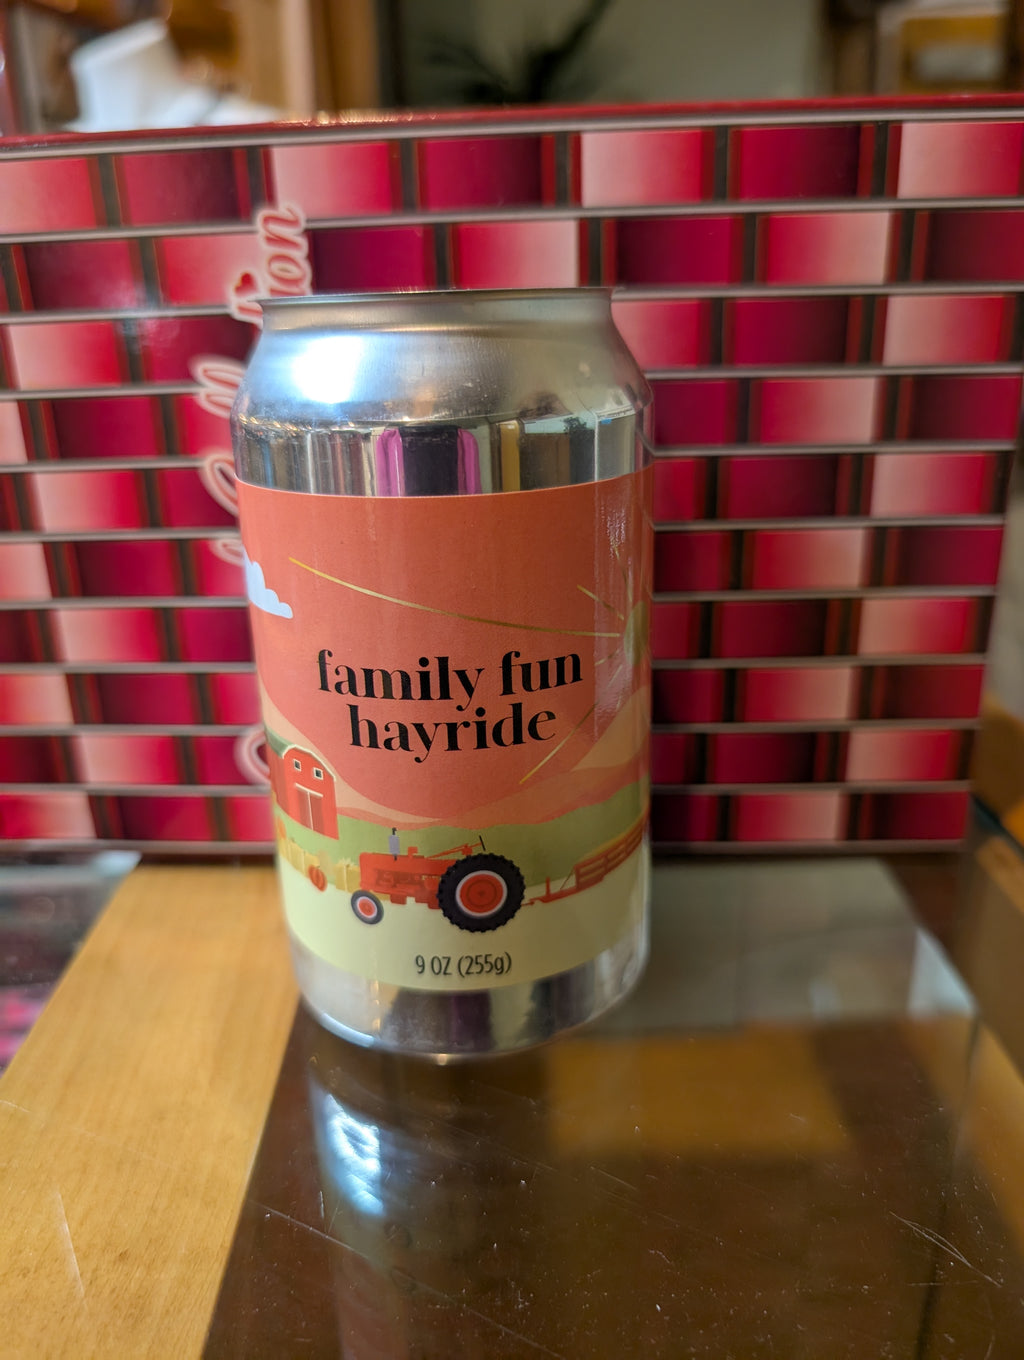 family fun
hayride
9 OZ (255g)